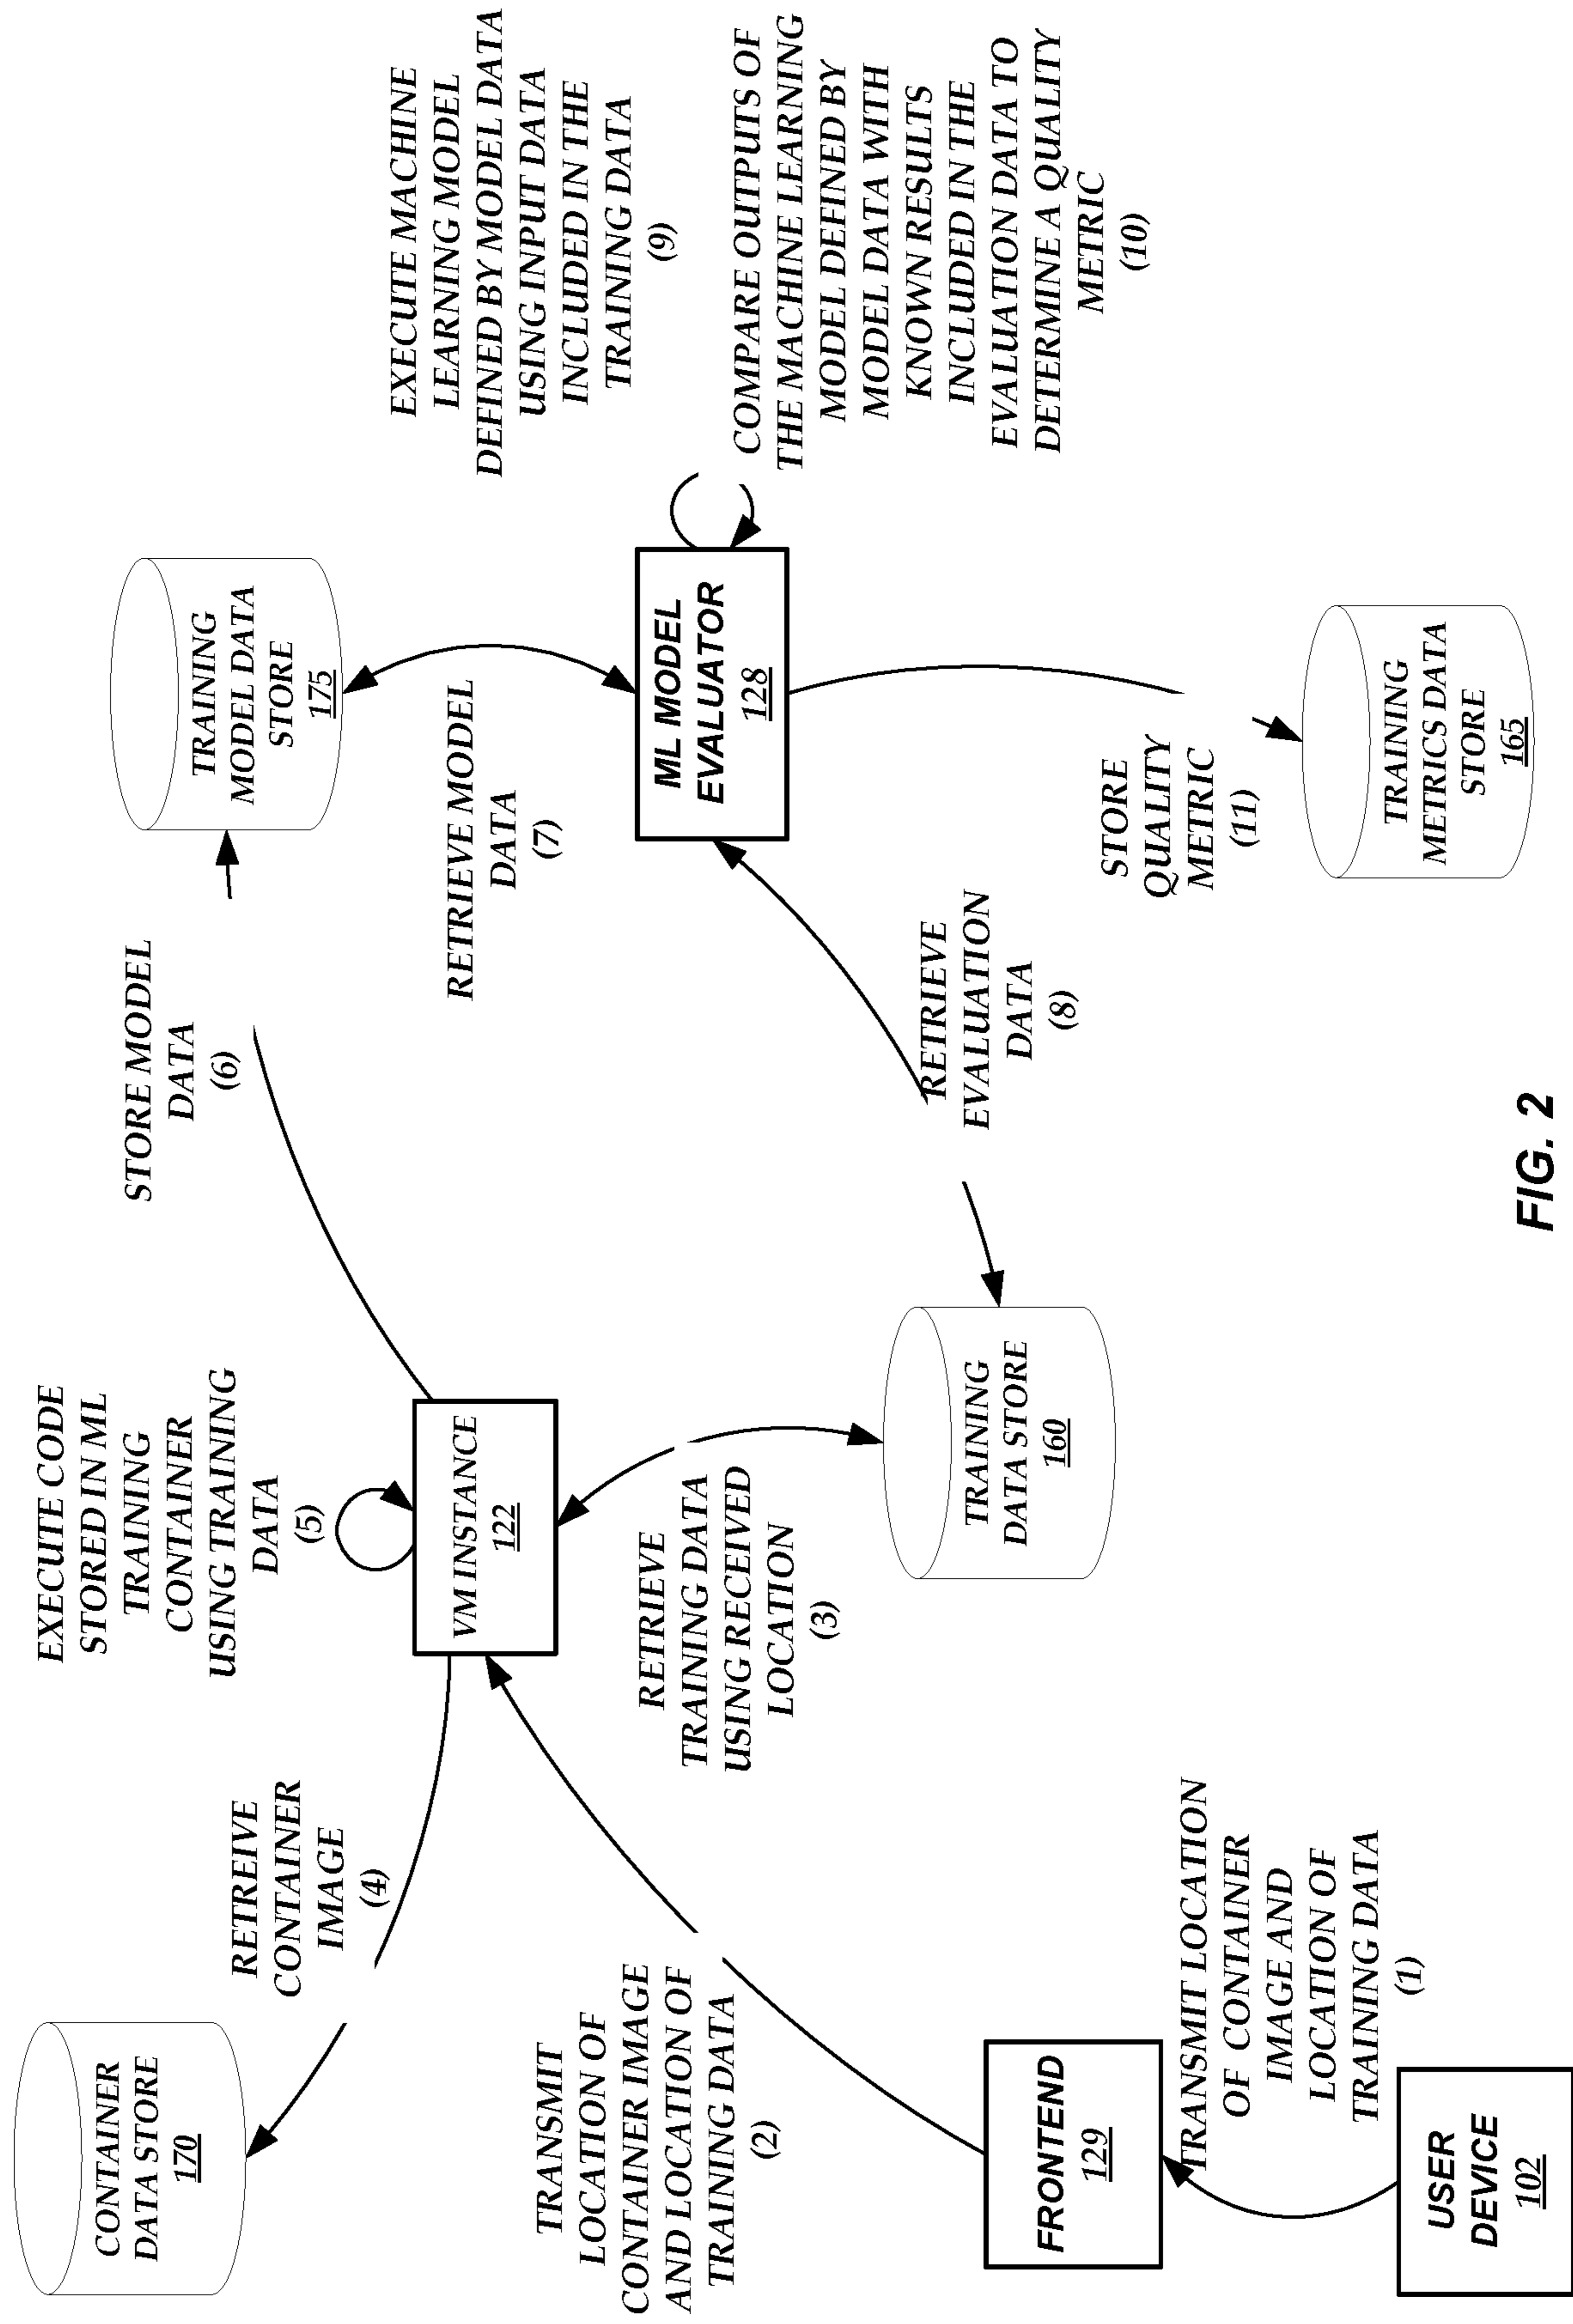 CONTAINER
DATA STORE
170
RETREIVE
CONTAINER
IMAGE
(4)
EXECUTE CODE
STORED IN ML
TRAINING
CONTAINER
USING TRAINING
DATA
(5)
STORE MODEL
DATA
(6)
TRAINING
MODEL DATA
STORE
175
EXECUTE MACHINE
LEARNING MODEL
DEFINED BY MODEL DATA
USING INPUT DATA
INCLUDED IN THE
TRAINING DATA
(9)
TRANSMIT
LOCATION OF
CONTAINER IMAGE
AND LOCATION OF
TRAINING DATA
(2)
VM INSTANCE
122
RETRIEVE MODEL
DATA
(7)
ML MODEL
EVALUATOR
128
COMPARE OUTPUTS OF
THE MACHINE LEARNING
MODEL DEFINED BY
MODEL DATA WITH
KNOWN RESULTS
INCLUDED IN THE
EVALUATION DATA TO
DETERMINE A QUALITY
METRIC
(10)
RETRIEVE
TRAINING DATA
USING RECEIVED
LOCATION
(3)
FRONTEND
129
TRAINING
DATA STORE
160
RETRIEVE
EVALUATION
DATA
(8)
STORE
QUALITY
METRIC
(11)
TRANSMIT LOCATION
OF CONTAINER
IMAGE AND
LOCATION OF
TRAINING DATA
(1)
USER
DEVICE
102
TRAINING
METRICS DATA
STORE
165
FIG. 2